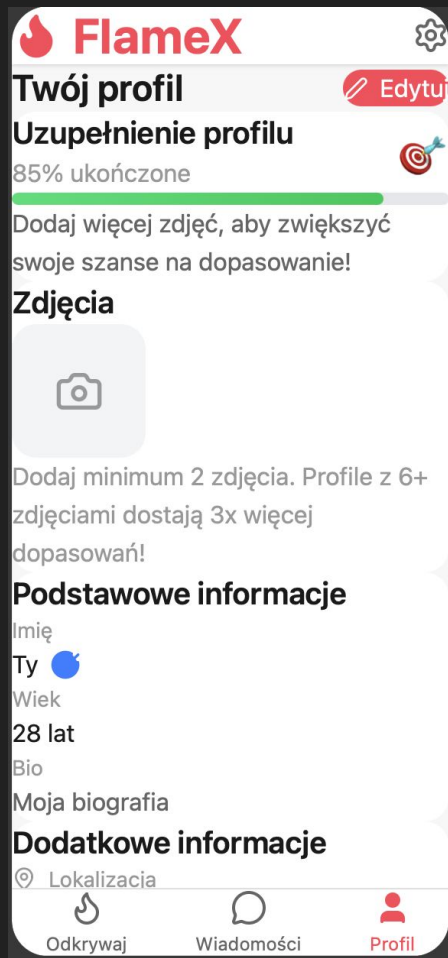 FlameX
Twój profil
Edytuj
Uzupełnienie profilu
85% ukończone
Dodaj więcej zdjęć, aby zwiększyć
swoje szanse na dopasowanie!
Zdjęcia
Dodaj minimum 2 zdjęcia. Profile z 6+
zdjęciami dostają 3x więcej
dopasowań!
Podstawowe informacje
Imię
Ty
Wiek
28 lat
Bio
Moja biografia
Dodatkowe informacje
Lokalizacja
Odkrywaj
Wiadomości
Profil